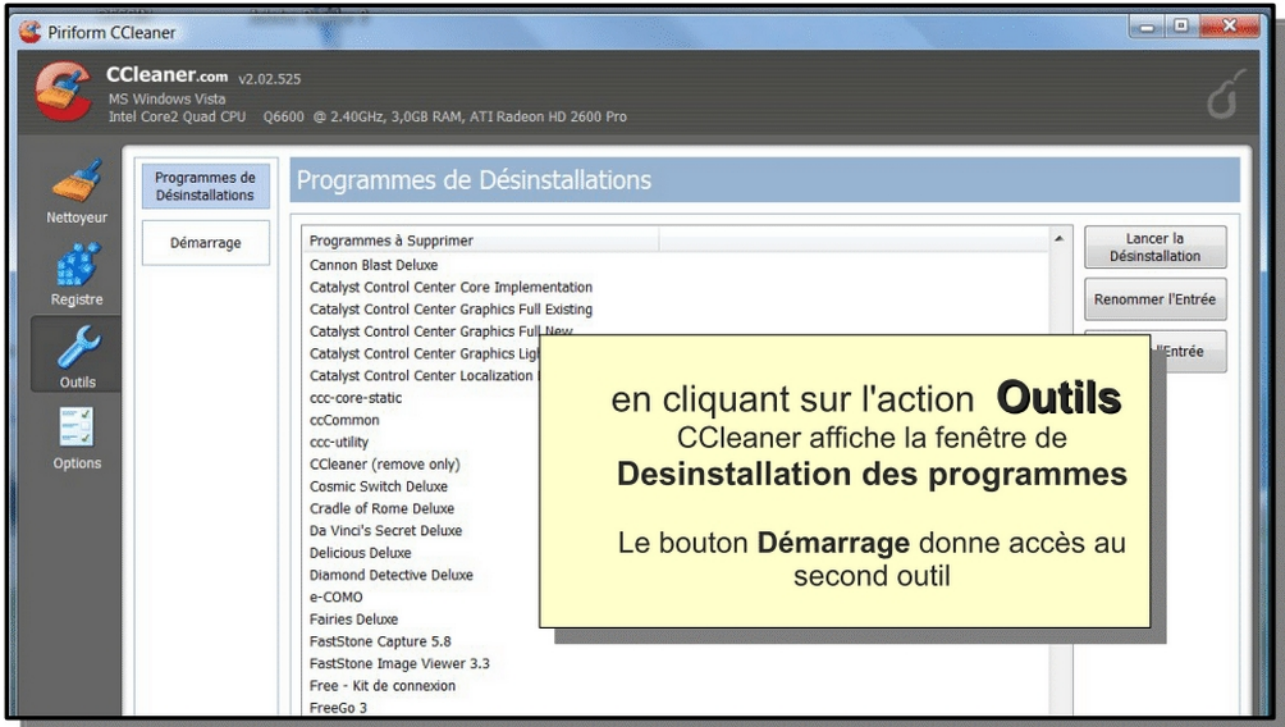 Piriform CCleaner
CCleaner.com v2.02.525
MS Windows Vista
Intel Core2 Quad CPU Q6600 @ 2.40GHz, 3,0GB RAM, ATI Radeon HD 2600 Pro
Nettoyeur
Registre
Outils
Options
Programmes de
Désinstallations
Démarrage
Programmes de Désinstallations
Programmes à Supprimer
Cannon Blast Deluxe
Catalyst Control Center Core Implementation
Catalyst Control Center Graphics Full Existing
Catalyst Control Center Graphics Full New
Catalyst Control Center Graphics
Catalyst Control Center Localization
ccc-core-static
ccCommon
ccc-utility
CCleaner (remove only)
Cosmic Switch Deluxe
Cradle of Rome Deluxe
Da Vinci's Secret Deluxe
Delicious Deluxe
Diamond Detective Deluxe
e-COMO
Fairies Deluxe
FastStone Capture 5.8
FastStone Image Viewer 3.3
Free - Kit de connexion
FreeGo 3
Lancer la
Désinstallation
Renommer l'Entrée
l'Entrée
en cliquant sur l'action Outils
CCleaner affiche la fenêtre de
Desinstallation des programmes
Le bouton Démarrage donne accès au
second outil